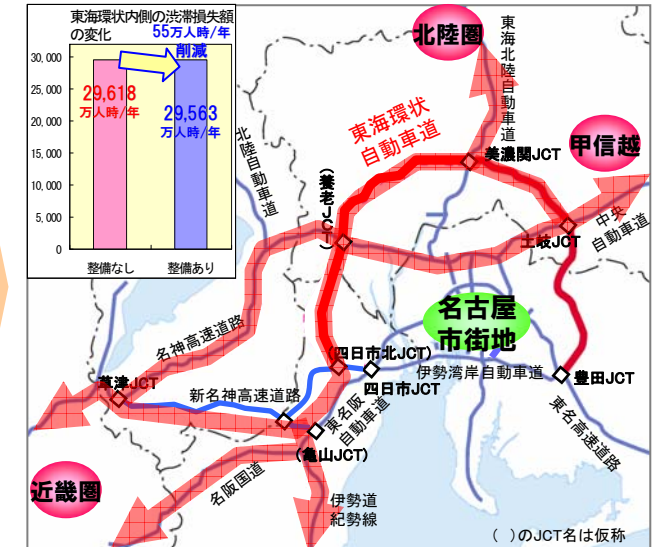 東海環状内側の渋滞損失額
の変化
55万人時/年
削減
30,000
25,000
20,000
15,000
10,000
5,000
0
29,618
万人時/年
29,563
万人時/年
整備なし
整備あり
北陸圏
東海北陸自動車道
東海環状
自動車道
美濃関JCT
甲信越
北陸自動車道
(養老JCT)
中央
自動車道
土岐JCT
名古屋
市街地
名神高速道路
(四日市北JCT)
四日市JCT
伊勢湾岸自動車道
豊田JCT
草津JCT
新名神高速道路
東名阪
自動車道
東名高速道路
(亀山JCT)
近畿圏
名阪国道
伊勢道
紀勢線
( )のJCT名は仮称